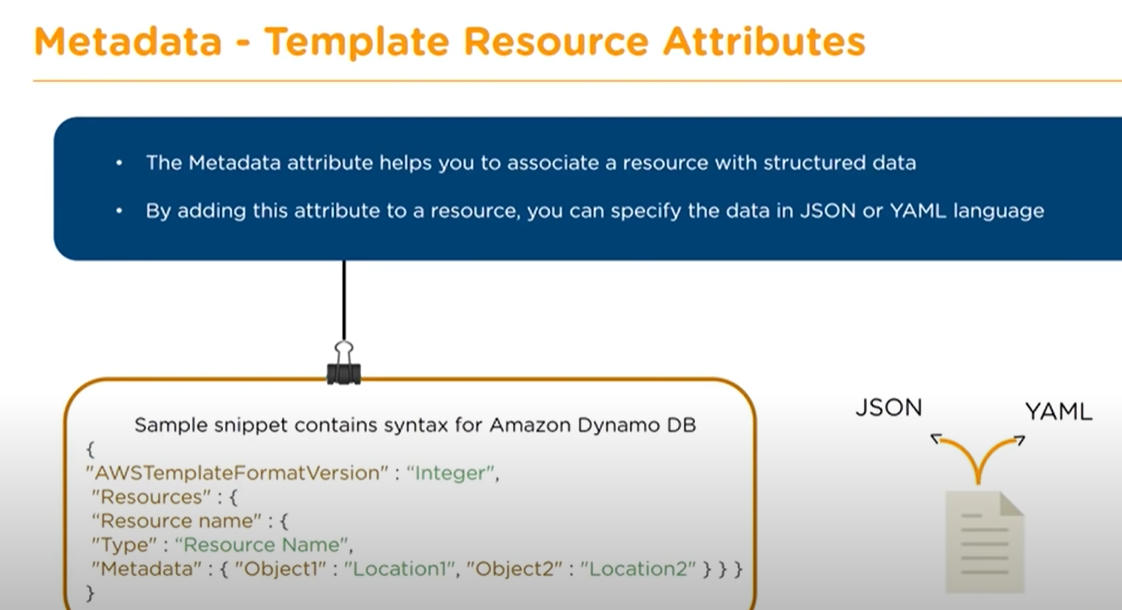 Metadata - Template Resource Attributes
• The Metadata attribute helps you to associate a resource with structured data
• By adding this attribute to a resource, you can specify the data in JSON or YAML language
Sample snippet contains syntax for Amazon Dynamo DB
{
"AWSTemplateFormatVersion" : “Integer”,
"Resources" : {
“Resource name" : {
"Type" : “Resource Name”,
"Metadata" : { "Object1" : "Location1", "Object2" : "Location2" } } }
}
JSON
YAML